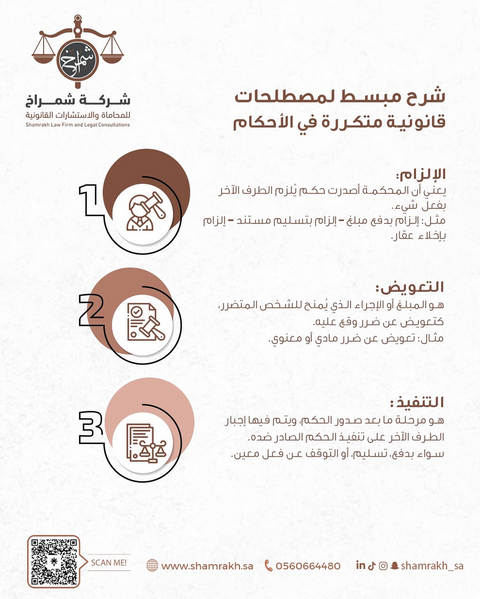 شمراخ
شركة شمراخ
للمحاماة والاستشارات القانونية
Shamrakh Law Firm and Legal Consultations
شرح مبسط لمصطلحات
قانونية متكررة في الأحكام
1
الإلزام:
يعني أن المحكمة أصدرت حكم يُلزم الطرف الآخر
بفعل شيء.
مثل: إلزام بدفع مبلغ – إلزام بتسليم مستند – إلزام
بإخلاء عقار.
2
التعويض:
هو المبلغ أو الإجراء الذي يُمنح للشخص المتضرر،
كتعويض عن ضرر وقع عليه.
مثال: تعويض عن ضرر مادي أو معنوي.
3
التنفيذ:
هو مرحلة ما بعد صدور الحكم، ويتم فيها إجبار
الطرف الآخر على تنفيذ الحكم الصادر ضده.
سواء بدفع، تسليم، أو التوقف عن فعل معين.
SCAN ME!
www.shamrakh.sa
0560664480
shamrakh_sa